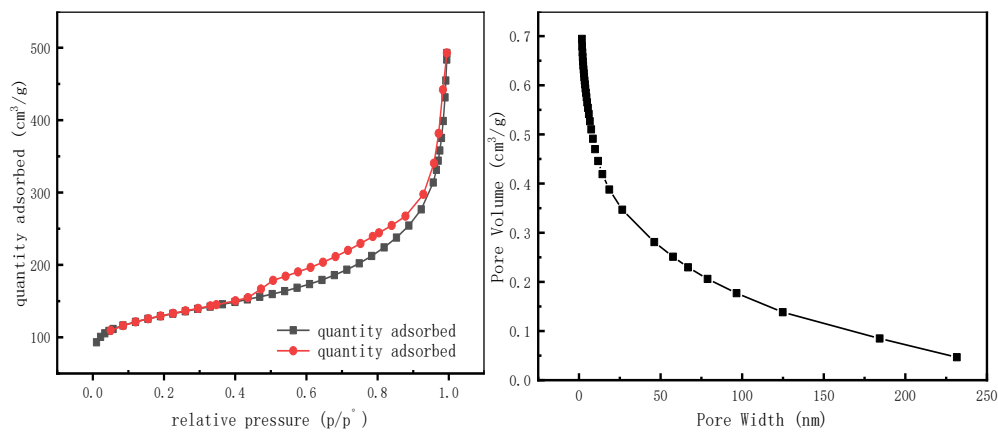 500
400
300
200
100
quantity adsorbed (cm³/g)
quantity adsorbed
quantity adsorbed
0.0 0.2 0.4 0.6 0.8 1.0
relative pressure (p/p°)
0.7
0.6
0.5
0.4
0.3
0.2
0.1
0.0
Pore Volume (cm³/g)
0 50 100 150 200 250
Pore Width (nm)